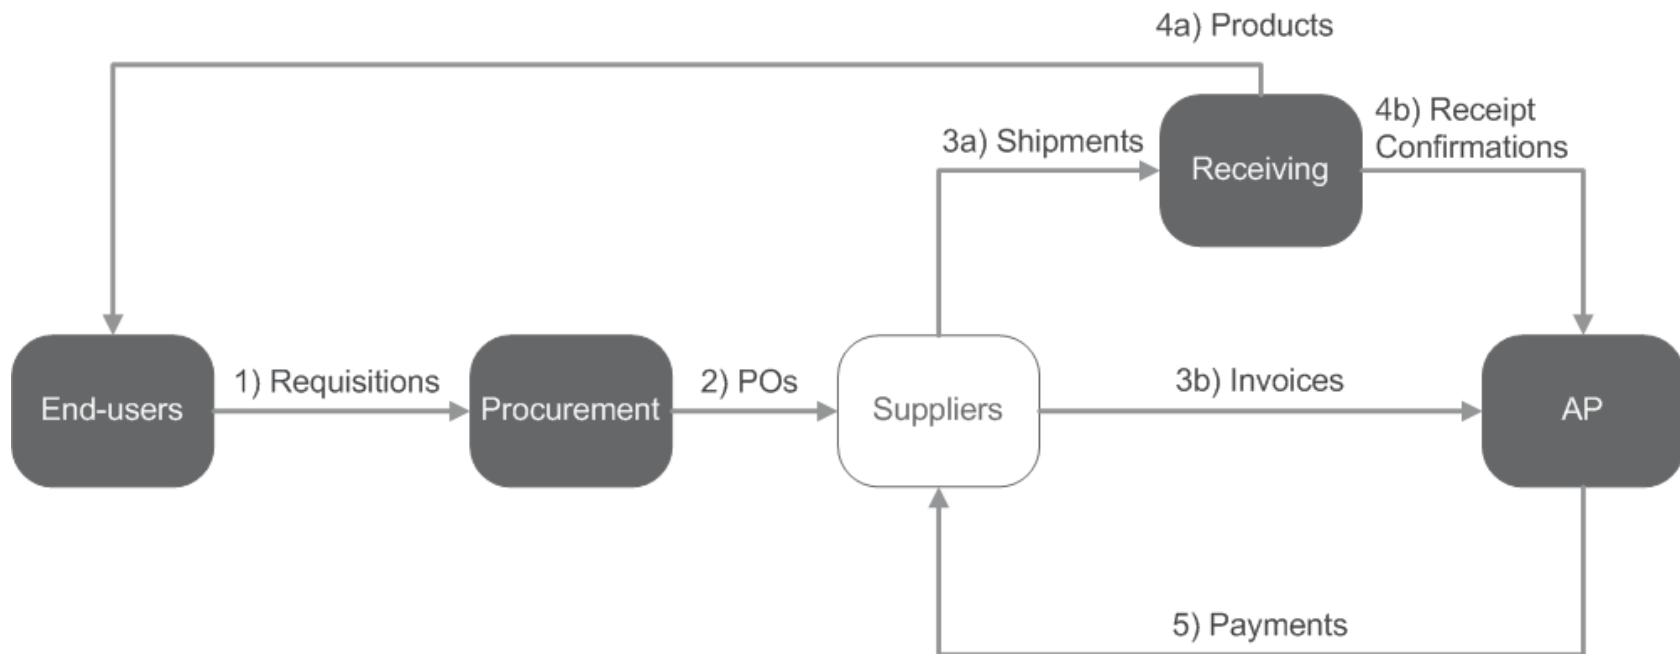 4a) Products
3a) Shipments
4b) Receipt
Confirmations
Receiving
1) Requisitions
2) POs
3b) Invoices
End-users
Procurement
Suppliers
AP
5) Payments